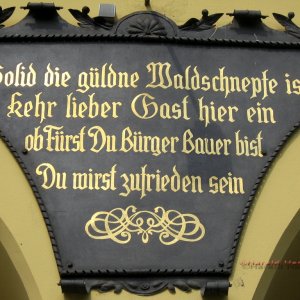 Solid die güldne Waldschnepfe is
kehr lieber Gast hier ein
ob Fürst Du Bürger Bauer bist
Du wirst zufrieden sein